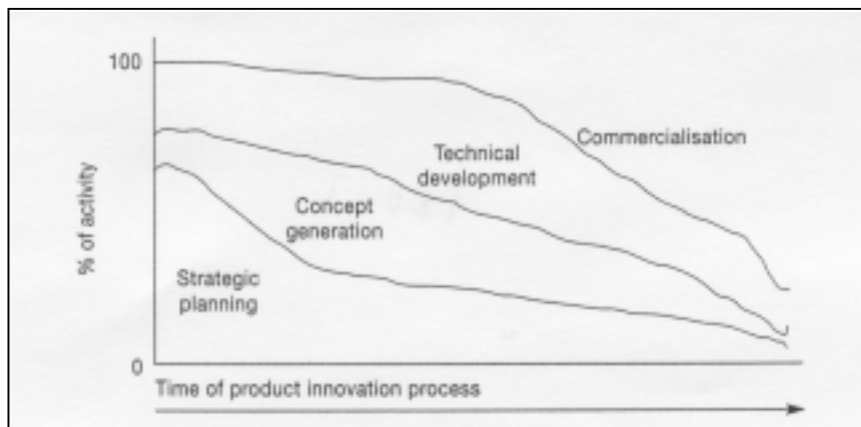 100
Commercialisation
Technical
development
Concept
generation
Strategic
planning
% of activity
0
Time of product innovation process